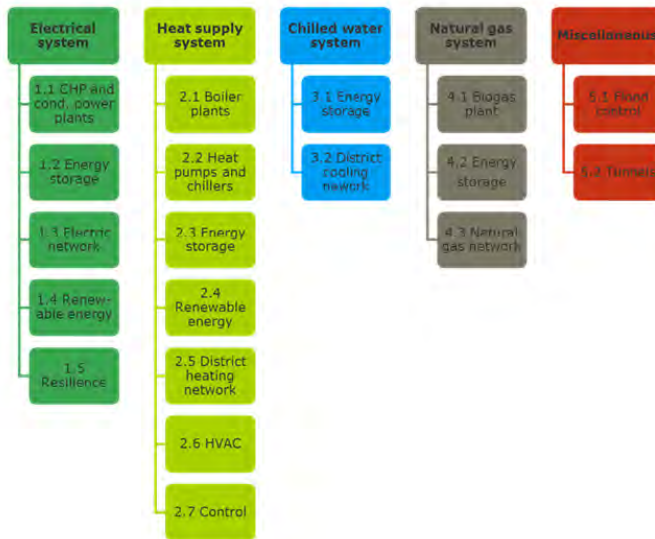 Electrical
system
1.1 CHP and
cond. power
plants
1.2 Energy
storage
1.3 Electric
network
1.4 Renew-
able energy
1.5
Resilience
Heat supply
system
2.1 Boiler
plants
2.2 Heat
pumps and
chillers
2.3 Energy
storage
2.4
Renewable
energy
2.5 District
heating
network
2.6 HVAC
2.7 Control
Chilled water
system
3.1 Energy
storage
3.2 District
cooling
nework
Natural gas
system
4.1 Biogas
plant
4.2 Energy
storage
4.3 Natural
gas network
Miscellaneous
5.1
control
5.2 Tunnels